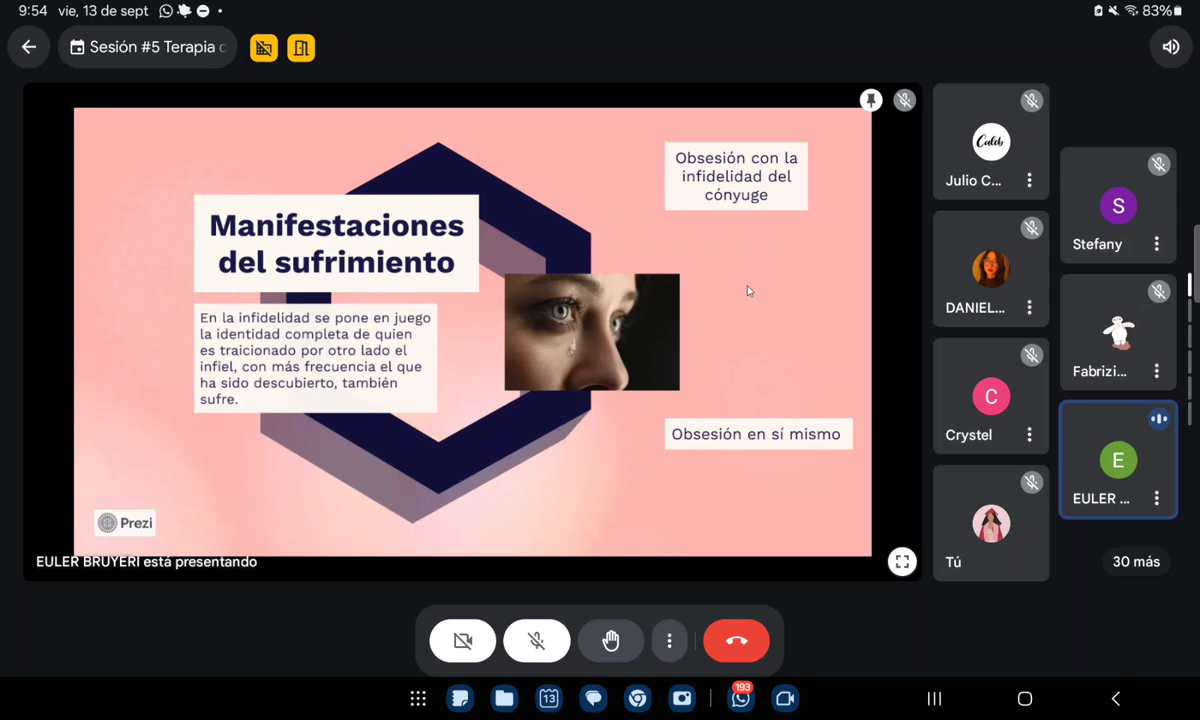 9:54 vie, 13 de sept
83%
Sesión #5 Terapia
Manifestaciones
del sufrimiento
En la infidelidad se pone en juego
la identidad completa de quien
es traicionado por otro lado el
infiel, con más frecuencia el que
ha sido descubierto, también
sufre.
Obsesión con la
infidelidad del
cónyuge
Obsesión en sí mismo
Prezi
EULER BRUYERI está presentando
Caleb
Julio C...
DANIEL...
C
Crystel
Tú
S
Stefany
Fabrizi...
E
EULER ...
30 más
13
193